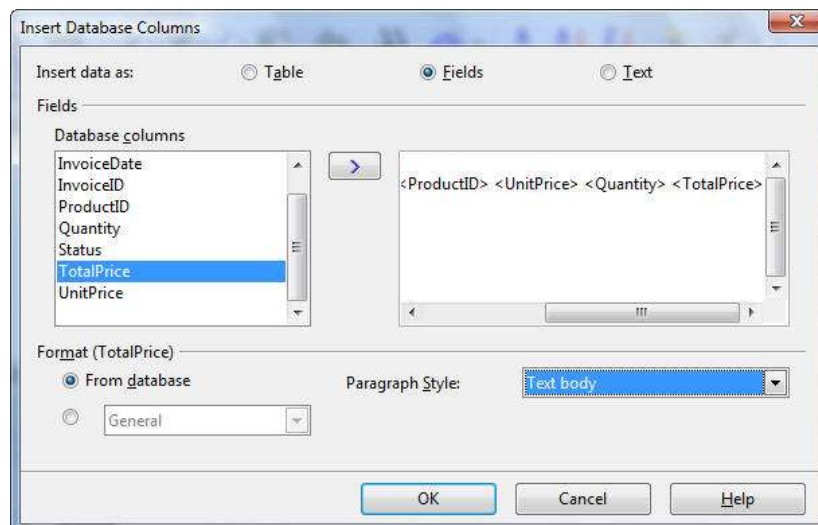 Insert Database Columns
Insert data as: Table Fields Text
Fields
Database columns
InvoiceDate
InvoiceID
ProductID
Quantity
Status
TotalPrice
UnitPrice
>
<ProductID> <UnitPrice> <Quantity> <TotalPrice>
Format (TotalPrice)
From database
General
Paragraph Style: Text body
OK Cancel Help